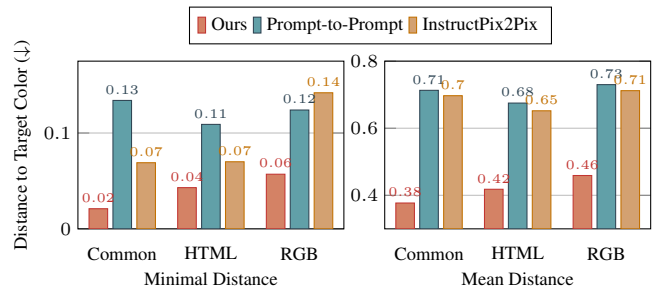 Ours Prompt-to-Prompt InstructPix2Pix
Distance to Target Color (↓)
0.1
0
0.02 0.13 0.07
0.04 0.11 0.07
0.06 0.12 0.14
Common HTML RGB
Minimal Distance
0.8
0.6
0.4
0.38 0.71 0.7
0.42 0.68 0.65
0.46 0.73 0.71
Common HTML RGB
Mean Distance